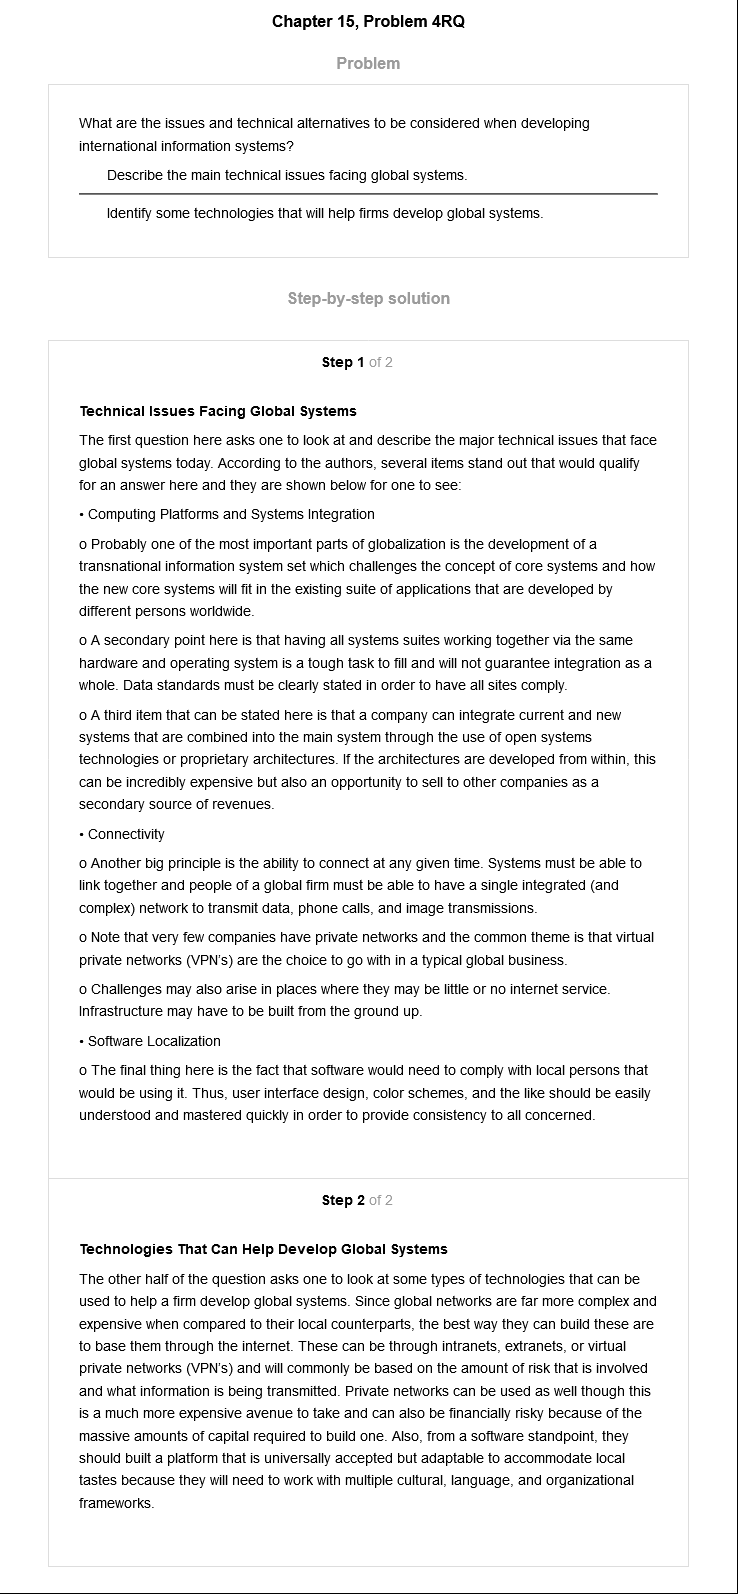 Chapter 15, Problem 4RQ
Problem
What are the issues and technical alternatives to be considered when developing
international information systems?
Describe the main technical issues facing global systems.
Identify some technologies that will help firms develop global systems.
Step-by-step solution
Step 1 of 2
Technical Issues Facing Global Systems
The first question here asks one to look at and describe the major technical issues that face
global systems today. According to the authors, several items stand out that would qualify
for an answer here and they are shown below for one to see:
• Computing Platforms and Systems Integration
o Probably one of the most important parts of globalization is the development of a
transnational information system set which challenges the concept of core systems and how
the new core systems will fit in the existing suite of applications that are developed by
different persons worldwide.
o A secondary point here is that having all systems suites working together via the same
hardware and operating system is a tough task to fill and will not guarantee integration as a
whole. Data standards must be clearly stated in order to have all sites comply.
o A third item that can be stated here is that a company can integrate current and new
systems that are combined into the main system through the use of open systems
technologies or proprietary architectures. If the architectures are developed from within, this
can be incredibly expensive but also an opportunity to sell to other companies as a
secondary source of revenues.
• Connectivity
o Another big principle is the ability to connect at any given time. Systems must be able to
link together and people of a global firm must be able to have a single integrated (and
complex) network to transmit data, phone calls, and image transmissions.
o Note that very few companies have private networks and the common theme is that virtual
private networks (VPN's) are the choice to go with in a typical global business.
o Challenges may also arise in places where they may be little or no internet service.
Infrastructure may have to be built from the ground up.
• Software Localization
o The final thing here is the fact that software would need to comply with local persons that
would be using it. Thus, user interface design, color schemes, and the like should be easily
understood and mastered quickly in order to provide consistency to all concerned.
Step 2 of 2
Technologies That Can Help Develop Global Systems
The other half of the question asks one to look at some types of technologies that can be
used to help a firm develop global systems. Since global networks are far more complex and
expensive when compared to their local counterparts, the best way they can build these are
to base them through the internet. These can be through intranets, extranets, or virtual
private networks (VPN's) and will commonly be based on the amount of risk that is involved
and what information is being transmitted. Private networks can be used as well though this
is a much more expensive avenue to take and can also be financially risky because of the
massive amounts of capital required to build one. Also, from a software standpoint, they
should built a platform that is universally accepted but adaptable to accommodate local
tastes because they will need to work with multiple cultural, language, and organizational
frameworks.